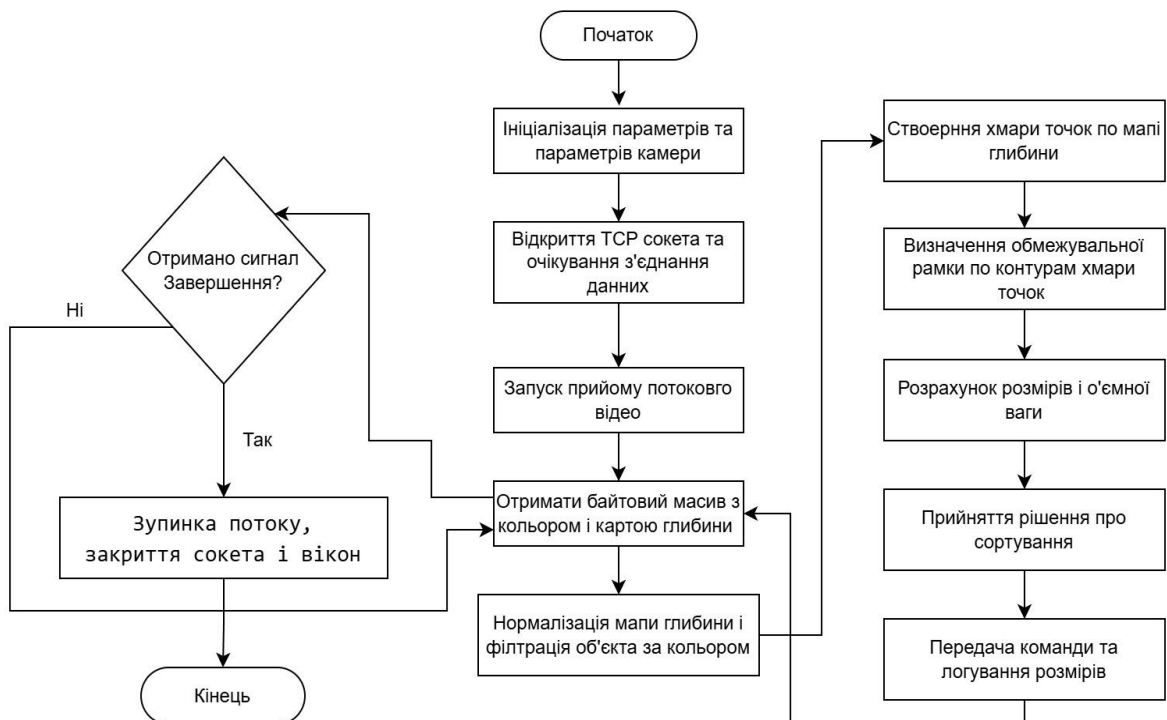 Початок
Ініціалізація параметрів та
параметрів камери
Відкриття TCP сокета та
очікування з'єднання
данних
Запуск прийому потоковго
відео
Отримати байтовий масив з
кольором і картою глибини
Нормалізація мапи глибини і
філтрація об'єкта за кольором
Створення хмари точок по мапі
глибини
Визначення обмежувальної
рамки по контурам хмари
точок
Розрахунок розмірів і о'ємної
ваги
Прийняття рішення про
сортування
Передача команди та
логування розмірів
Отримано сигнал
Завершення?
Ні
Так
Зупинка потоку,
закриття сокета і вікон
Кінець